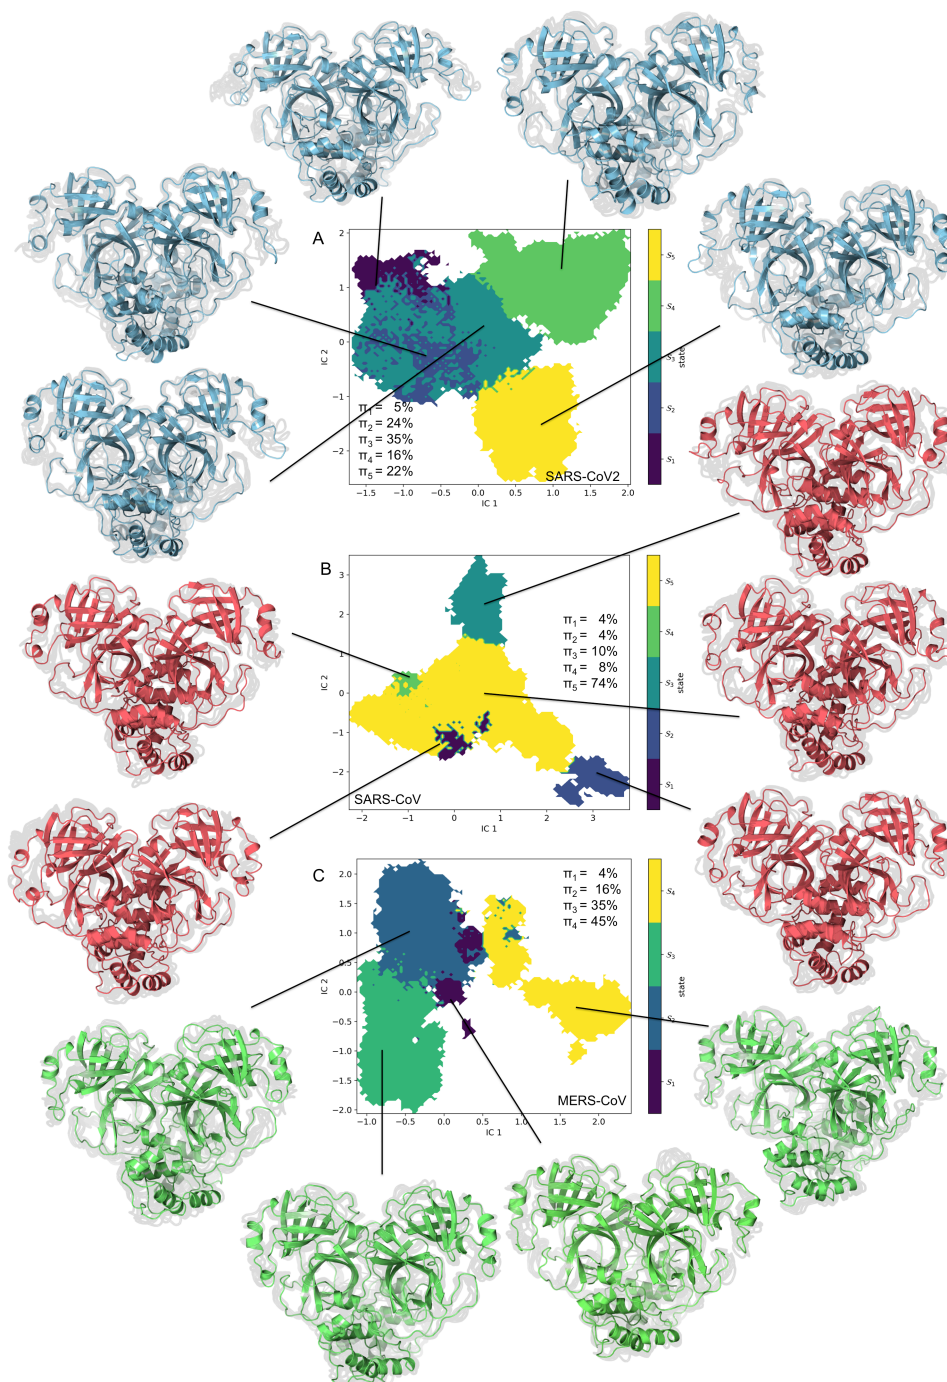 A
2
1
0
−1
−2
IC 2
π₁ = 5%
π₂ = 24%
π₃ = 35%
π₄ = 16%
π₅ = 22%
SARS-CoV2
−1.5
−1.0
−0.5
0.0
0.5
1.0
1.5
2.0
IC 1
S₅
S₄
S₃
S₂
S₁
state
B
3
2
1
0
−1
−2
IC 2
π₁ = 4%
π₂ = 4%
π₃ = 10%
π₄ = 8%
π₅ = 74%
SARS-CoV
−2
−1
0
1
2
3
IC 1
S₅
S₄
S₃
S₂
S₁
state
C
2.0
1.5
1.0
0.5
0.0
−0.5
−1.0
−1.5
−2.0
IC 2
π₁ = 4%
π₂ = 16%
π₃ = 35%
π₄ = 45%
MERS-CoV
−1.0
−0.5
0.0
0.5
1.0
1.5
2.0
IC 1
S₄
S₃
S₂
S₁
state